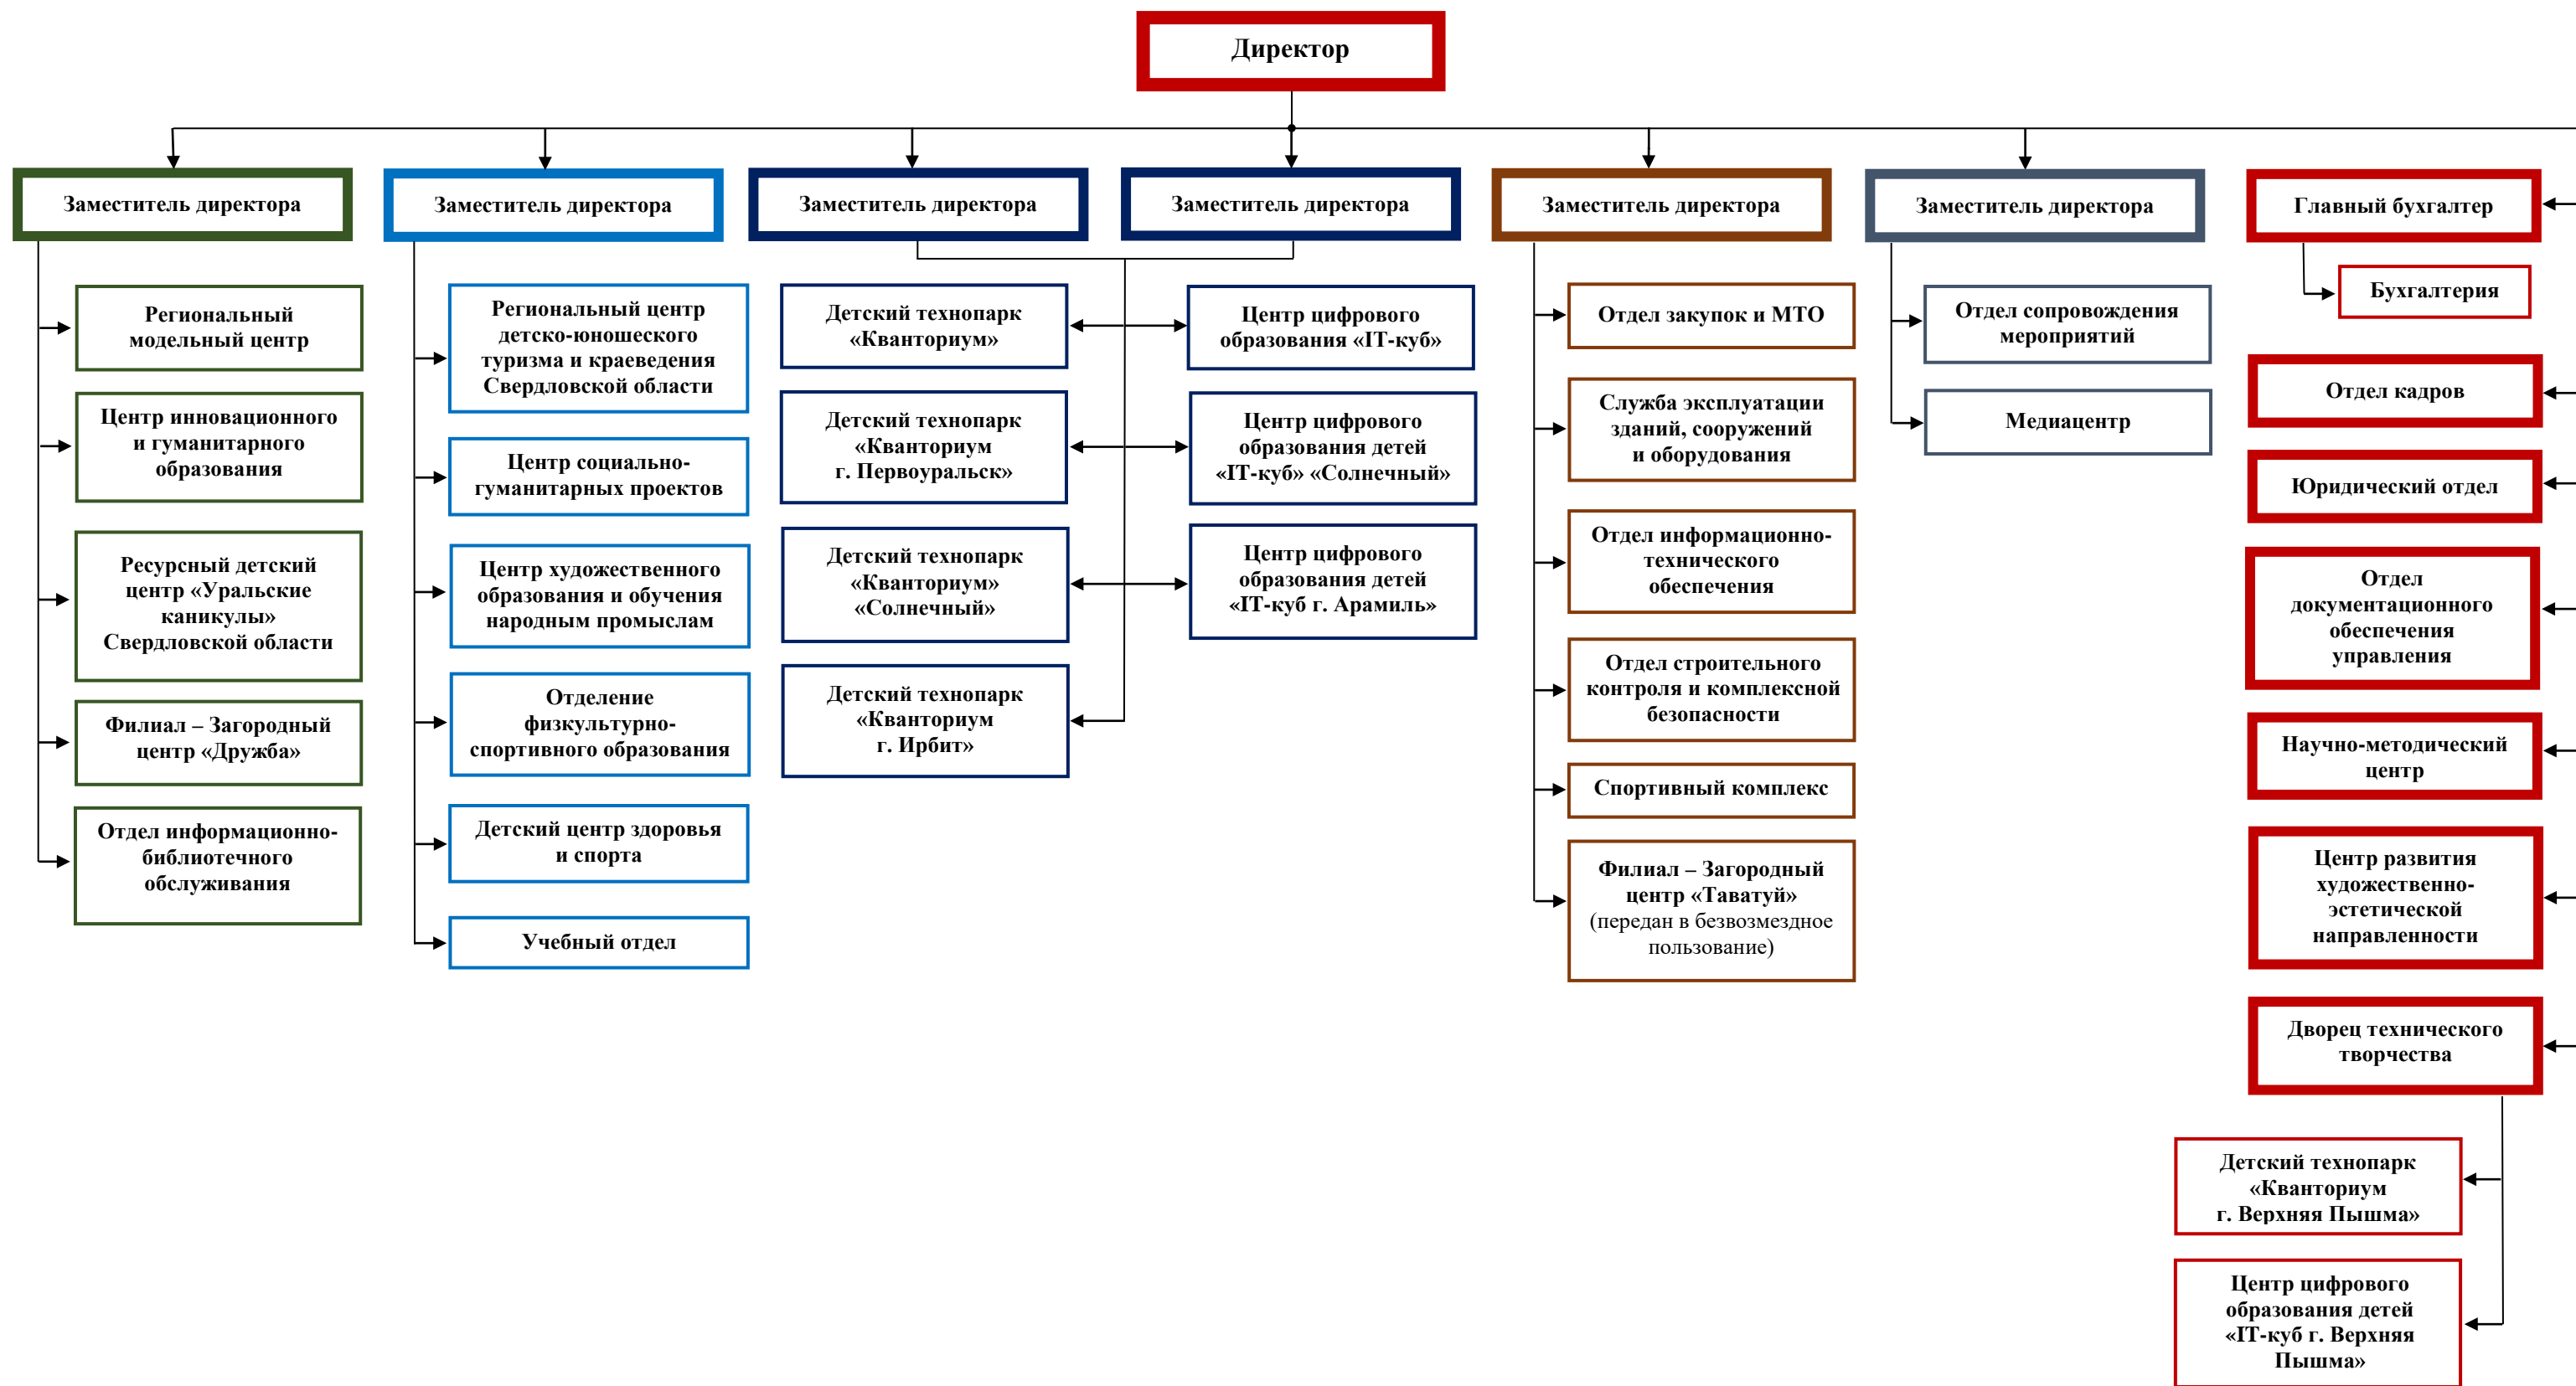 Директор
Заместитель директора
Заместитель директора
Заместитель директора
Заместитель директора
Заместитель директора
Заместитель директора
Главный бухгалтер
Региональный
модельный центр
Центр инновационного
и гуманитарного
образования
Ресурсный детский
центр «Уральские
каникулы»
Свердловской области
Филиал – Загородный
центр «Дружба»
Отдел информационно-
библиотечного
обслуживания
Региональный центр
детско-юношеского
туризма и краеведения
Свердловской области
Центр социально-
гуманитарных проектов
Центр художественного
образования и обучения
народным промыслам
Отделение
физкультурно-
спортивного образования
Детский центр здоровья
и спорта
Учебный отдел
Детский технопарк
«Кванториум»
Детский технопарк
«Кванториум
г. Первоуральск»
Детский технопарк
«Кванториум»
«Солнечный»
Детский технопарк
«Кванториум
г. Ирбит»
Центр цифрового
образования «IT-куб»
Центр цифрового
образования детей
«IT-куб» «Солнечный»
Центр цифрового
образования детей
«IT-куб г. Арамиль»
Отдел закупок и МТО
Служба эксплуатации
зданий, сооружений
и оборудования
Отдел информационно-
технического
обеспечения
Отдел строительного
контроля и комплексной
безопасности
Спортивный комплекс
Филиал – Загородный
центр «Таватуй»
(передан в безвозмездное
пользование)
Отдел сопровождения
мероприятий
Медиацентр
Бухгалтерия
Отдел кадров
Юридический отдел
Отдел
документационного
обеспечения
управления
Научно-методический
центр
Центр развития
художественно-
эстетической
направленности
Дворец технического
творчества
Детский технопарк
«Кванториум
г. Верхняя Пышма»
Центр цифрового
образования детей
«IT-куб г. Верхняя
Пышма»